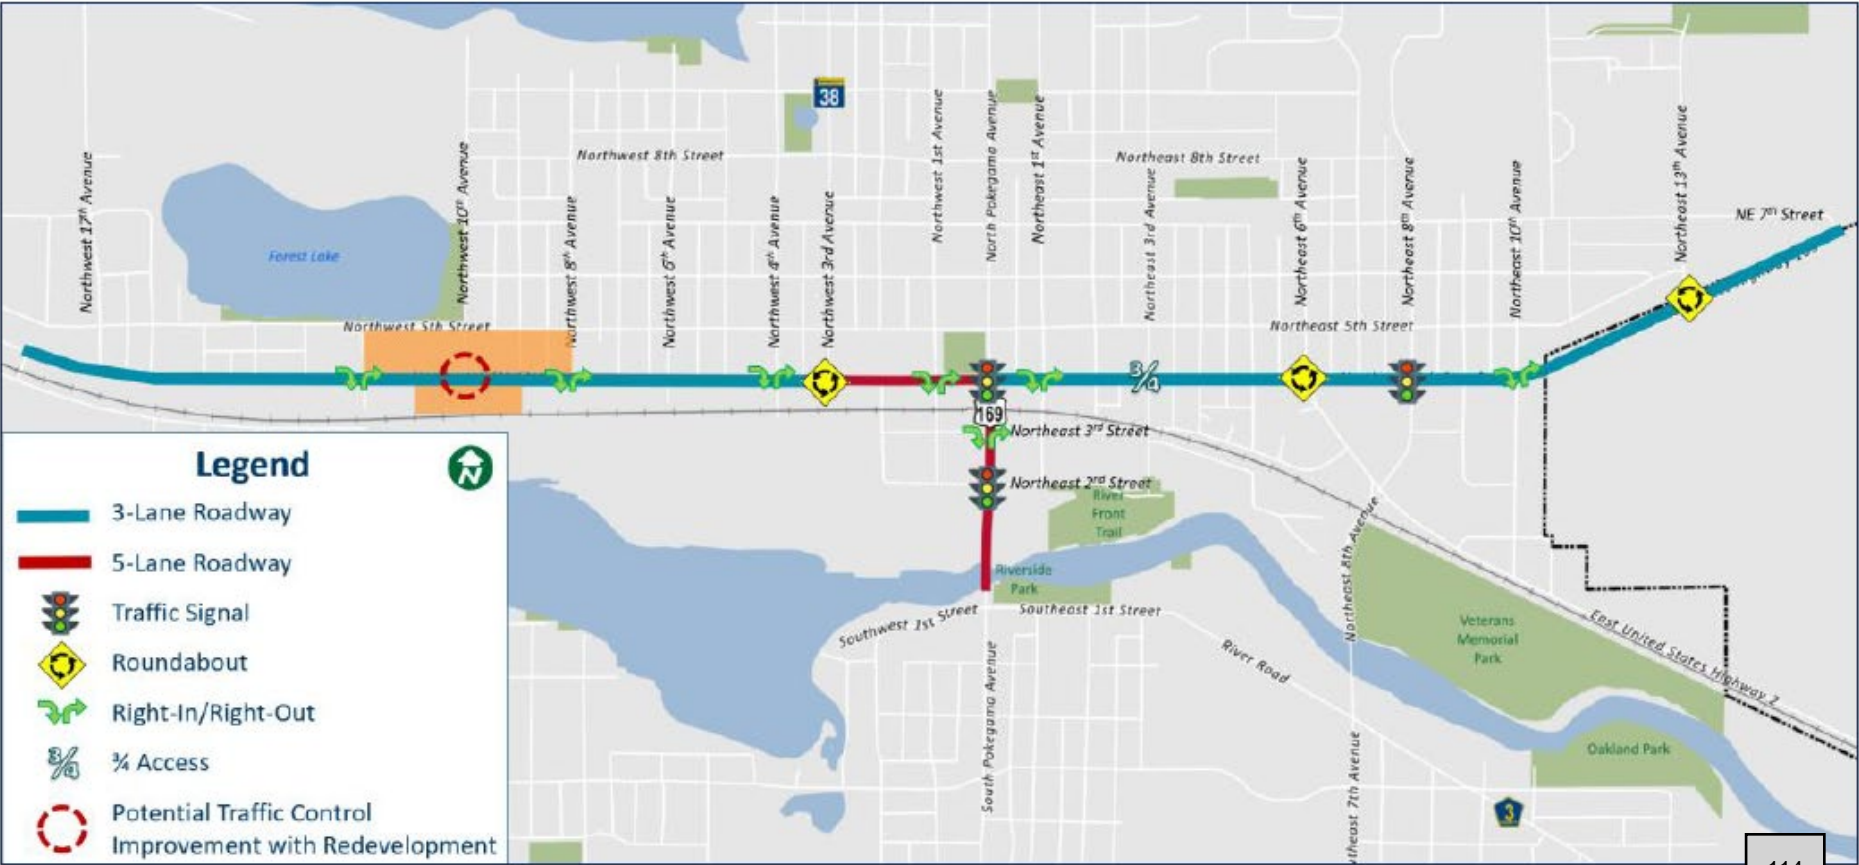 38
Northwest 17th Avenue
Northwest 10th Avenue
Northwest 8th Street
Northwest 8th Avenue
Northwest 6th Avenue
Northwest 4th Avenue
Northwest 3rd Avenue
Northwest 1st Avenue
North Pokegama Avenue
Northeast 1st Avenue
Northeast 8th Street
Northeast 3rd Avenue
Northeast 6th Avenue
Northeast 8th Avenue
Northeast 10th Avenue
Northeast 13th Avenue
NE 7th Street
Forest Lake
Northwest 5th Street
Northeast 5th Street
3/4
169
Northeast 3rd Street
Northeast 2nd Street
River
Front
Trail
Riverside
Park
Southwest 1st Street
Southeast 1st Street
South Pokegama Avenue
River Road
Northeast 8th Avenue
Veterans
Memorial
Park
East United States Highway 2
Oakland Park
7th Avenue
3
Legend
N
3-Lane Roadway
5-Lane Roadway
Traffic Signal
Roundabout
Right-In/Right-Out
3/4
¾ Access
Potential Traffic Control
Improvement with Redevelopment